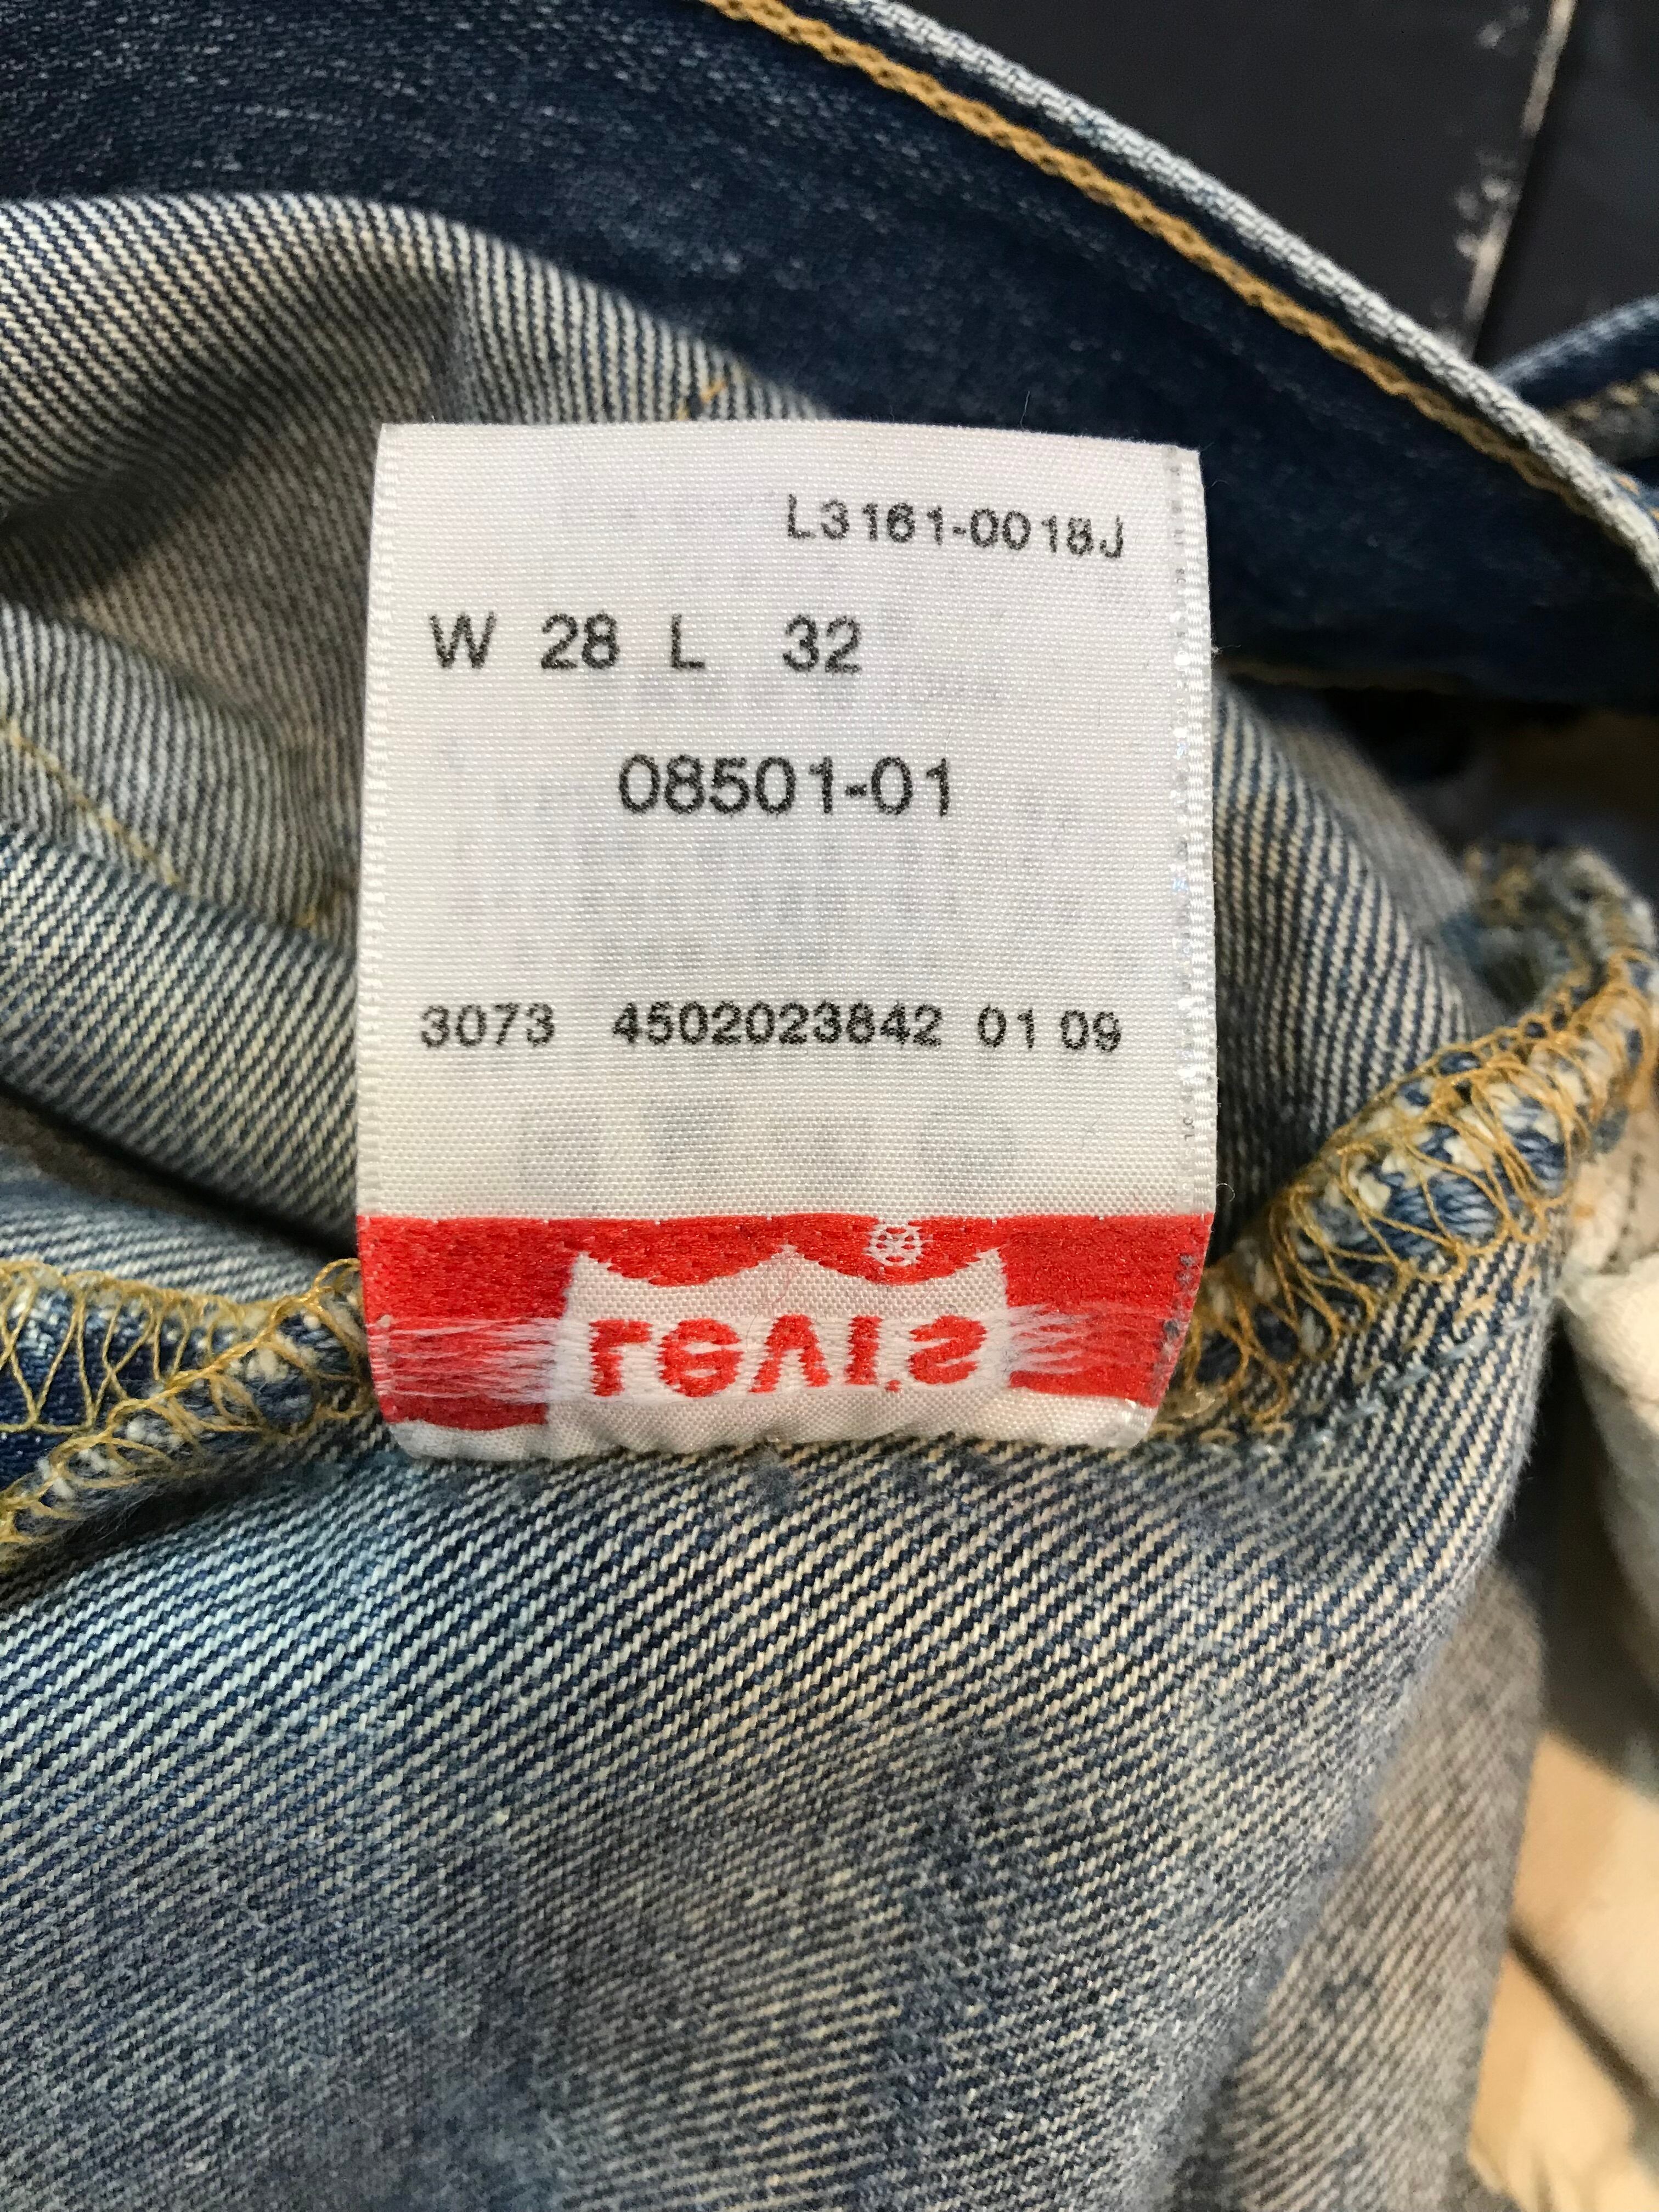 L3161-0018J
W 28 L 32
08501-01
3073 4502023842 01 09
®
Levi's